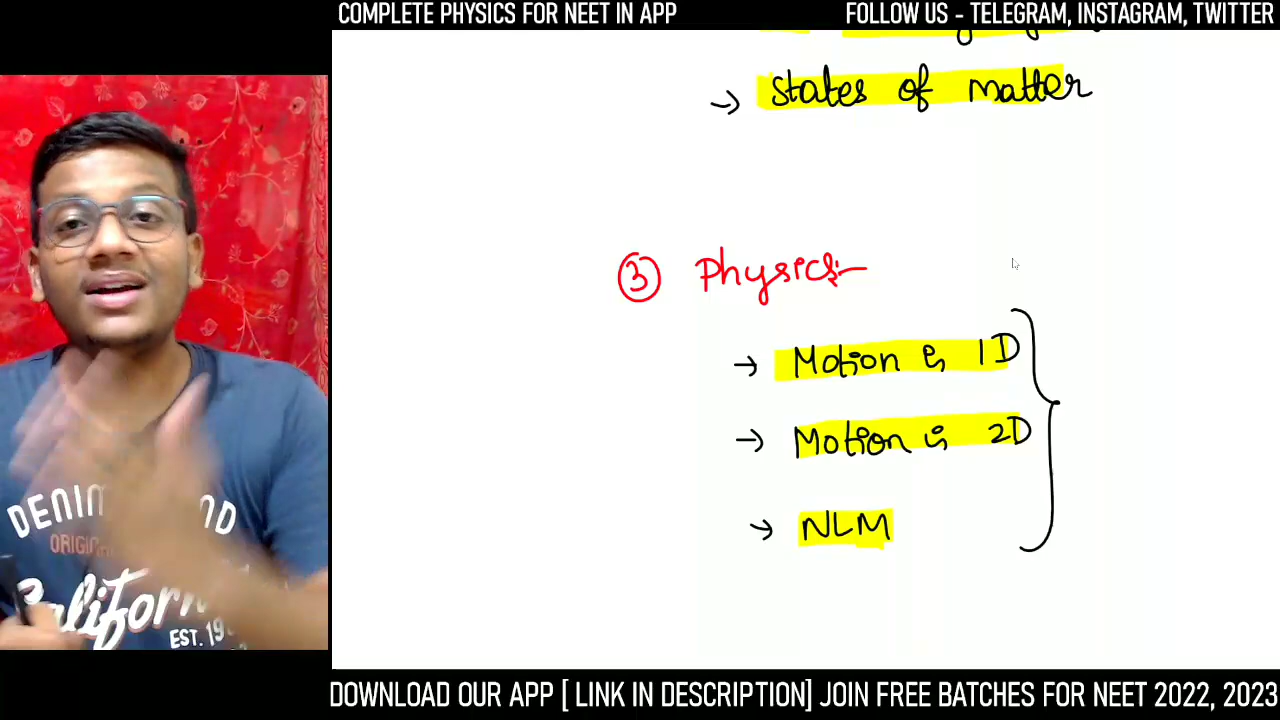 COMPLETE PHYSICS FOR NEET IN APP
FOLLOW US - TELEGRAM, INSTAGRAM, TWITTER
→ states of matter
③ Physics:-
→ Motion in 1D
→ Motion in 2D
→ NLM
DENIM
ORIGIN
California
EST. 19
DOWNLOAD OUR APP [ LINK IN DESCRIPTION] JOIN FREE BATCHES FOR NEET 2022, 2023